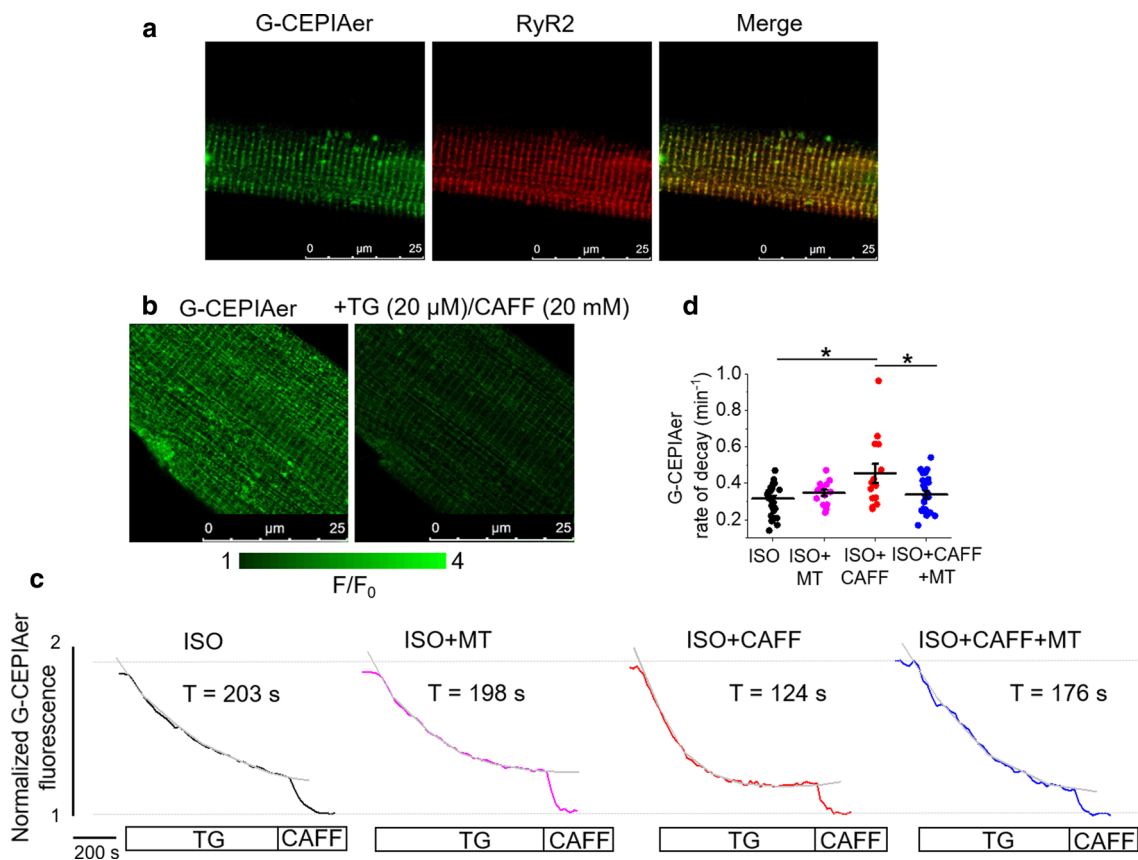 a
G-CEPIAer RyR2 Merge
0 µm 25 0 µm 25 0 µm 25
b
G-CEPIAer +TG (20 µM)/CAFF (20 mM)
0 µm 25 0 µm 25
1 4
F/F0
d
* *
G-CEPIAer
rate of decay (min⁻¹)
1.0
0.8
0.6
0.4
0.2
ISO ISO+ ISO+ ISO+CAFF
MT CAFF +MT
c
Normalized G-CEPIAer
fluorescence
2
1
ISO ISO+MT ISO+CAFF ISO+CAFF+MT
T = 203 s T = 198 s T = 124 s T = 176 s
TG CAFF TG CAFF TG CAFF TG CAFF
200 s